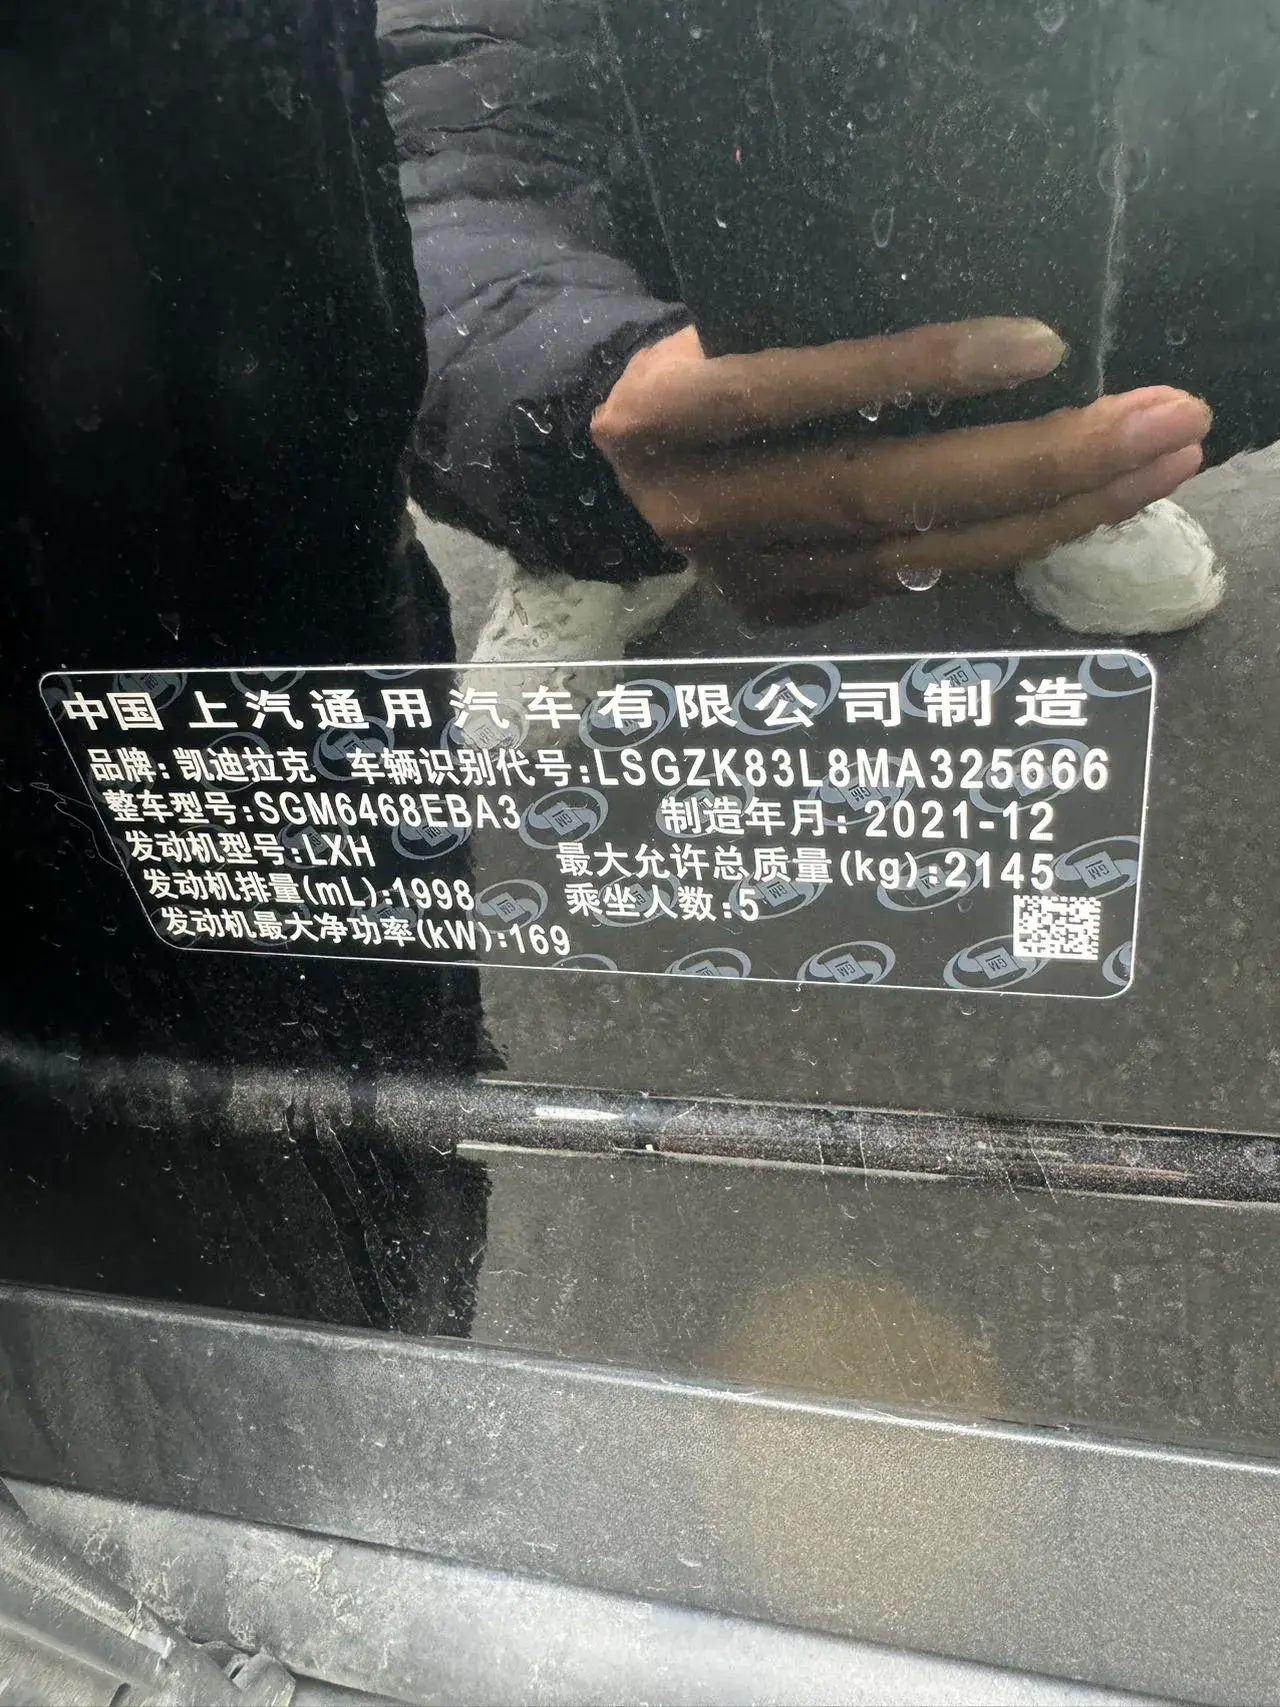 中国 上汽通用汽车有限公司制造
品牌:凯迪拉克 车辆识别代号:LSGZK83L8MA325666
整车型号:SGM6468EBA3 制造年月:2021-12
发动机型号:LXH 最大允许总质量(kg):2145
发动机排量(mL):1998 乘坐人数:5
发动机最大净功率(kW):169